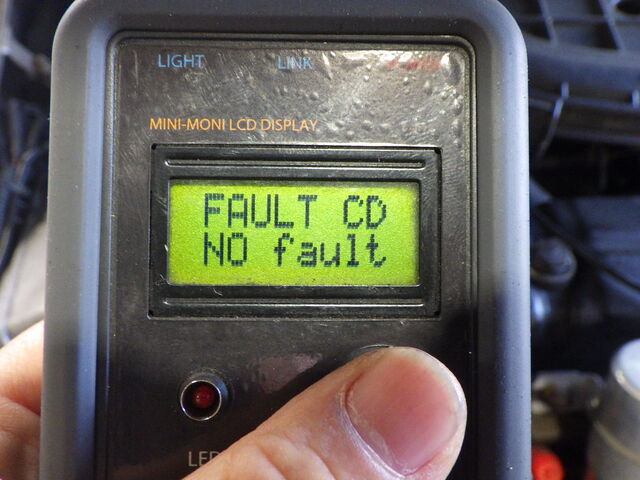 LIGHT LINK
MINI-MONI LCD DISPLAY
FAULT CD
NO fault